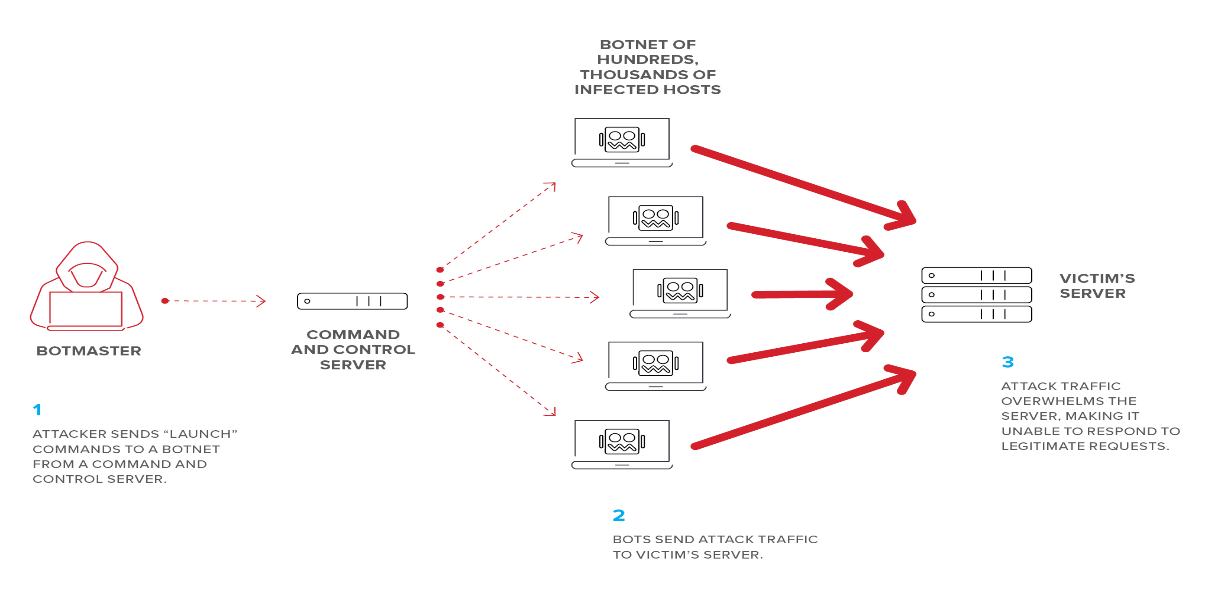 BOTNET OF
HUNDREDS,
THOUSANDS OF
INFECTED HOSTS
BOTMASTER
COMMAND
AND CONTROL
SERVER
VICTIM'S
SERVER
1
ATTACKER SENDS “LAUNCH”
COMMANDS TO A BOTNET
FROM A COMMAND AND
CONTROL SERVER.
2
BOTS SEND ATTACK TRAFFIC
TO VICTIM'S SERVER.
3
ATTACK TRAFFIC
OVERWHELMS THE
SERVER, MAKING IT
UNABLE TO RESPOND TO
LEGITIMATE REQUESTS.